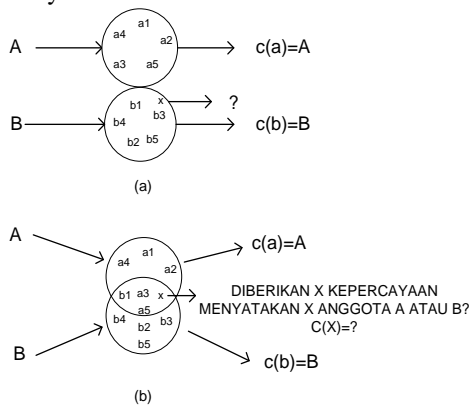 A
a1
a4
a2
a3
a5
c(a)=A
B
b1
x
?
b3
b4
b2
b5
c(b)=B
(a)
A
a1
a4
a2
c(a)=A
b1
a3
x
a5
b4
b3
b2
b5
DIBERIKAN X KEPERCAYAAN
MENYATAKAN X ANGGOTA A ATAU B?
C(X)=?
B
c(b)=B
(b)